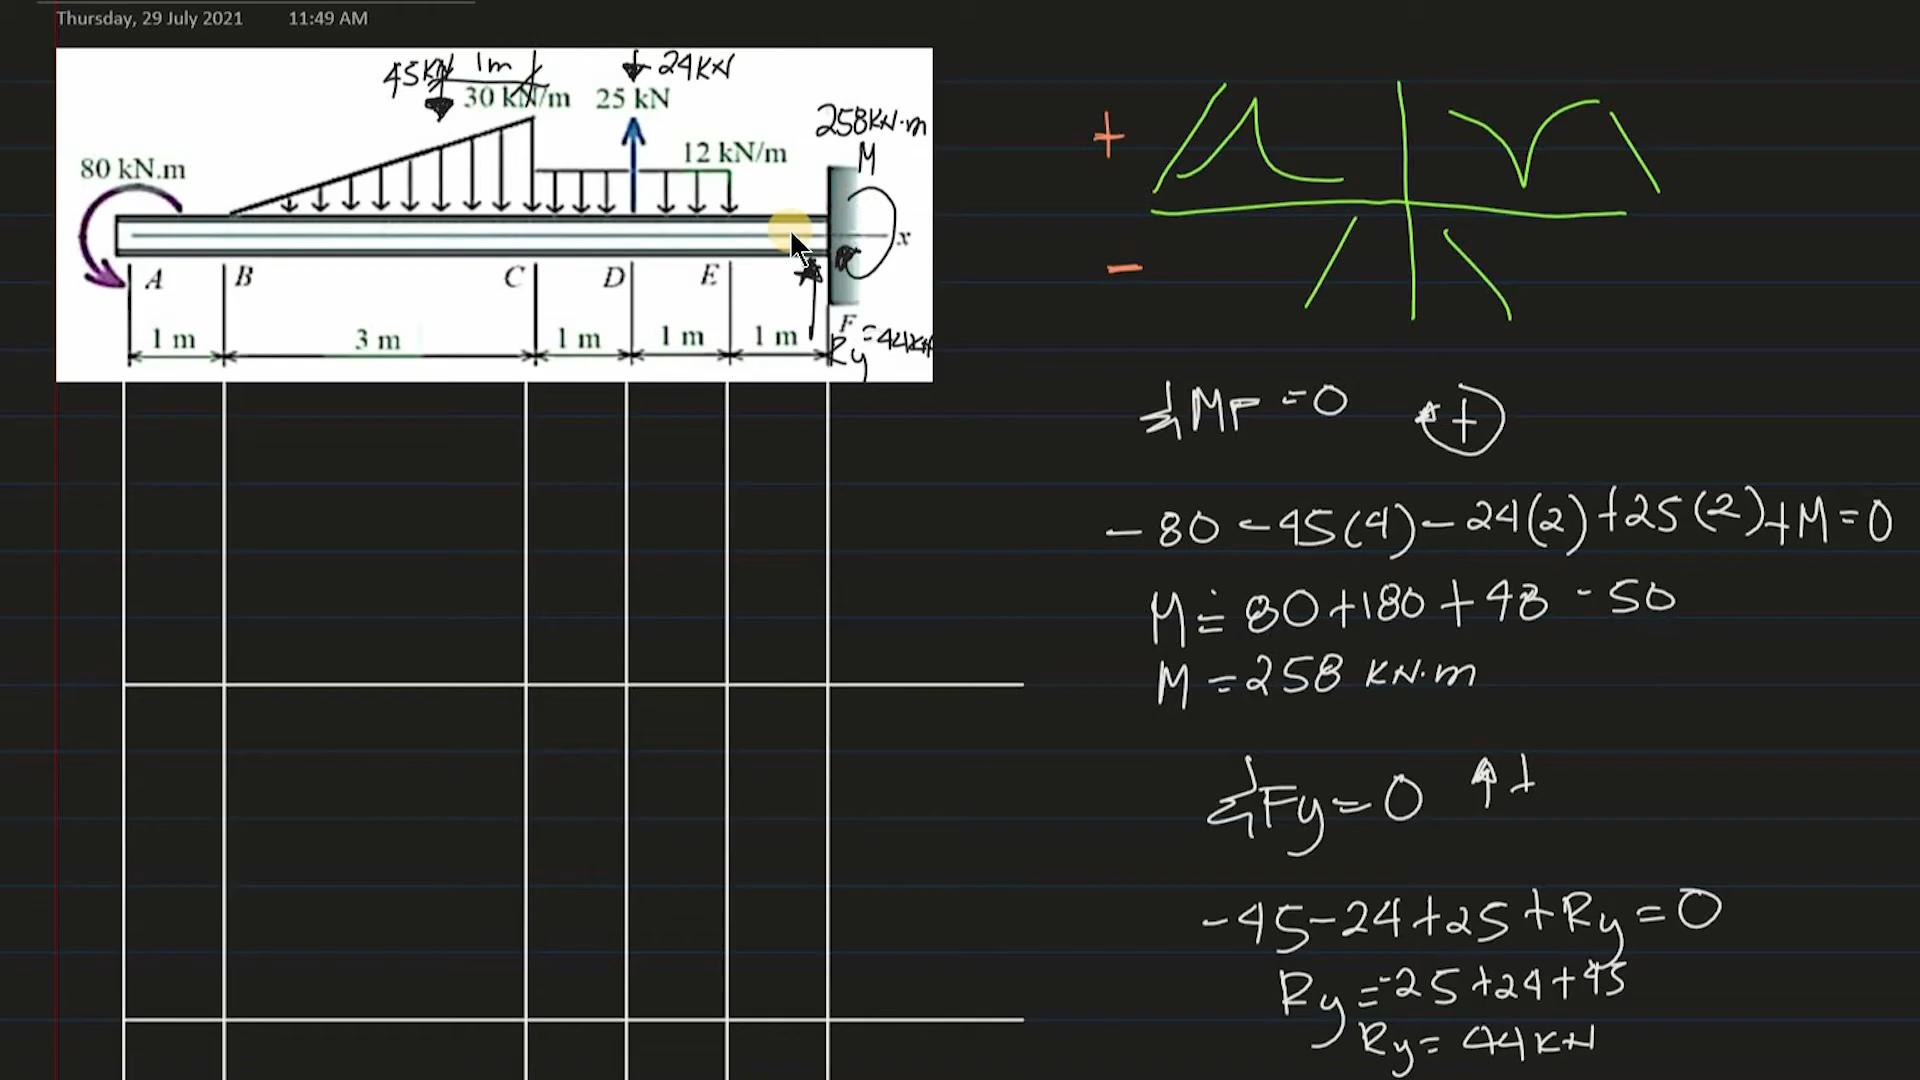 Thursday, 29 July 2021 11:49 AM
45KN 1m 24KN
30 kN/m 25 kN
258KN·m
80 kN.m 12 kN/m M
x
A B C D E
F
1 m 3 m 1 m 1 m 1 m
Ry =44KN
+
−
ΣMF =0 +
−80 −45(4)−24(2)+25(2)+M=0
M = 80+180+48 −50
M =258 KN·m
ΣFy=0 ↑+
−45−24+25+Ry=0
Ry=−25+24+45
Ry= 44KN